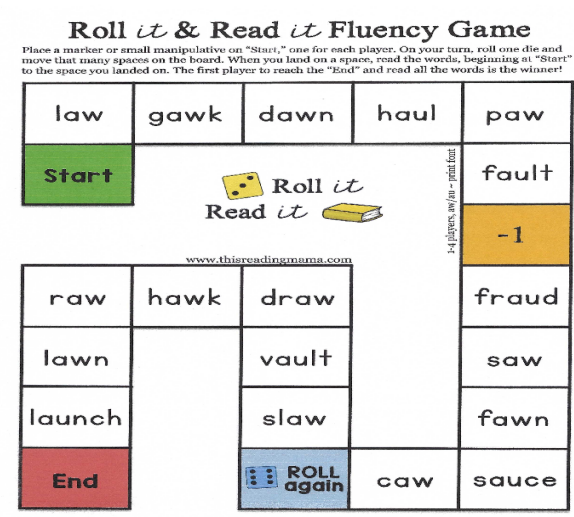 Roll it & Read it Fluency Game
Place a marker or small manipulative on “Start,” one for each player. On your turn, roll one die and
move that many spaces on the board. When you land on a space, read the words, beginning at “Start”
to the space you landed on. The first player to reach the “End” and read all the words is the winner!
law gawk dawn haul paw
Start
Roll it
Read it
fault
1-4 players, aw/au ~ print font
-1
www.thisreadingmama.com
raw hawk draw fraud
lawn vault saw
launch slaw fawn
End ROLL
again caw sauce